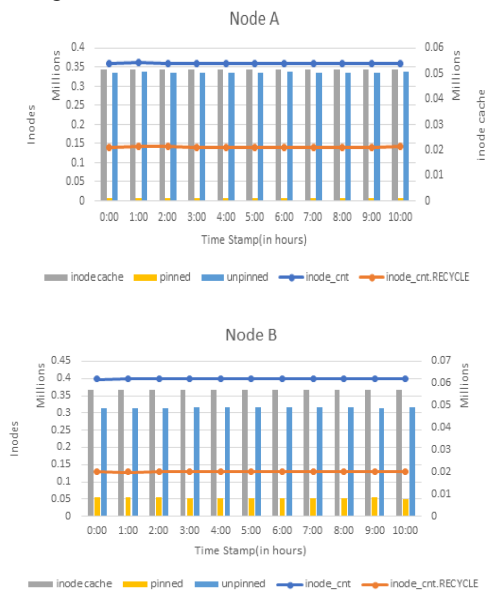 Node A
0.4
0.35
0.3
0.25
0.2
0.15
0.1
0.05
0
Millions
Inodes
0.06
0.05
0.04
0.03
0.02
0.01
0
Millions
inode cache
0:00 1:00 2:00 3:00 4:00 5:00 6:00 7:00 8:00 9:00 10:00
Time Stamp(in hours)
inode cache pinned unpinned inode_cnt inode_cnt.RECYCLE
Node B
0.45
0.4
0.35
0.3
0.25
0.2
0.15
0.1
0.05
0
Millions
Inodes
0.07
0.06
0.05
0.04
0.03
0.02
0.01
0
Millions
0:00 1:00 2:00 3:00 4:00 5:00 6:00 7:00 8:00 9:00 10:00
Time Stamp(in hours)
inode cache pinned unpinned inode_cnt inode_cnt.RECYCLE